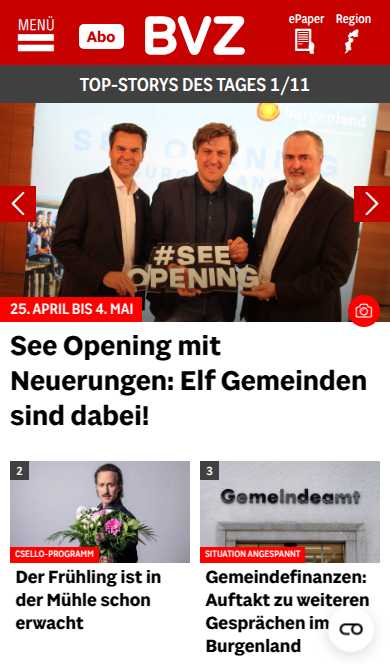 MENÜ
Abo
BVZ
ePaper
Region
TOP-STORYS DES TAGES 1/11
SEE OPENING
burgenland
#SEE
OPENING
25. APRIL BIS 4. MAI
See Opening mit
Neuerungen: Elf Gemeinden
sind dabei!
2
CSELLO-PROGRAMM
Der Frühling ist in
der Mühle schon
erwacht
3
Gemeindeamt
SITUATION ANGESPANNT
Gemeindefinanzen:
Auftakt zu weiteren
Gesprächen im
Burgenland